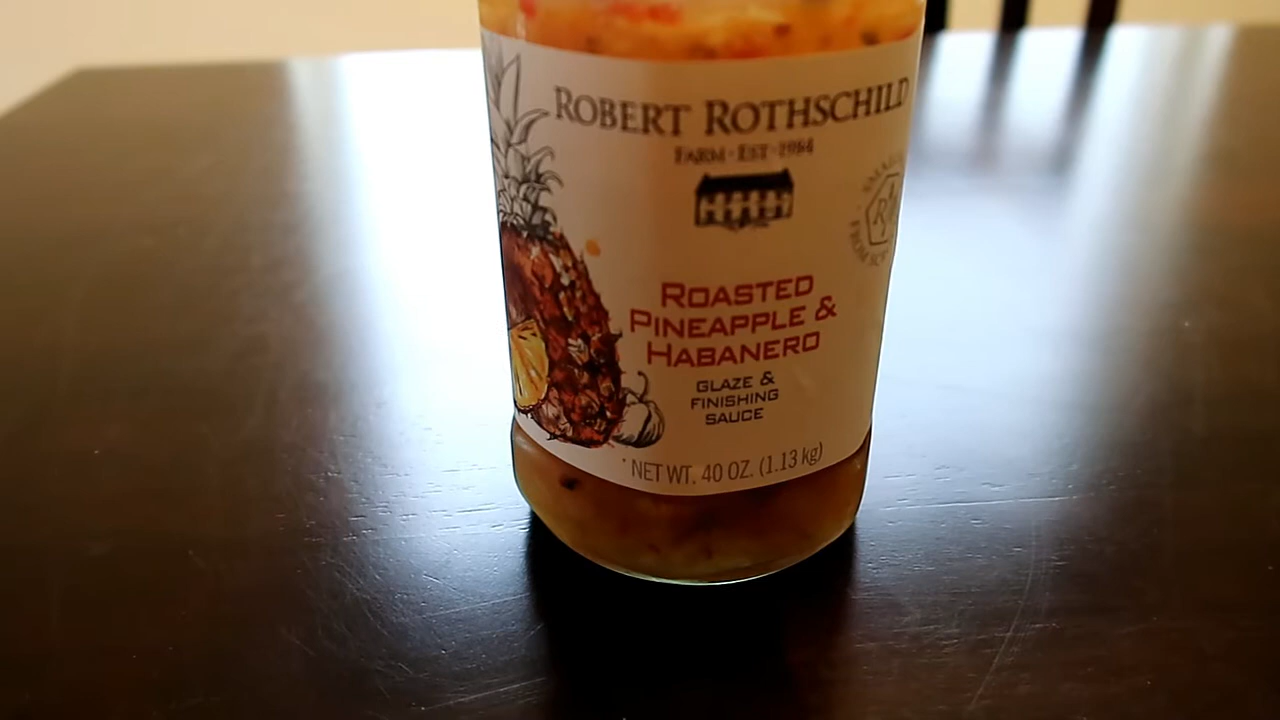 ROBERT ROTHSCHILD
FARM · EST · 1984
ROASTED
PINEAPPLE &
HABANERO
GLAZE &
FINISHING
SAUCE
NET WT. 40 OZ. (1.13 kg)